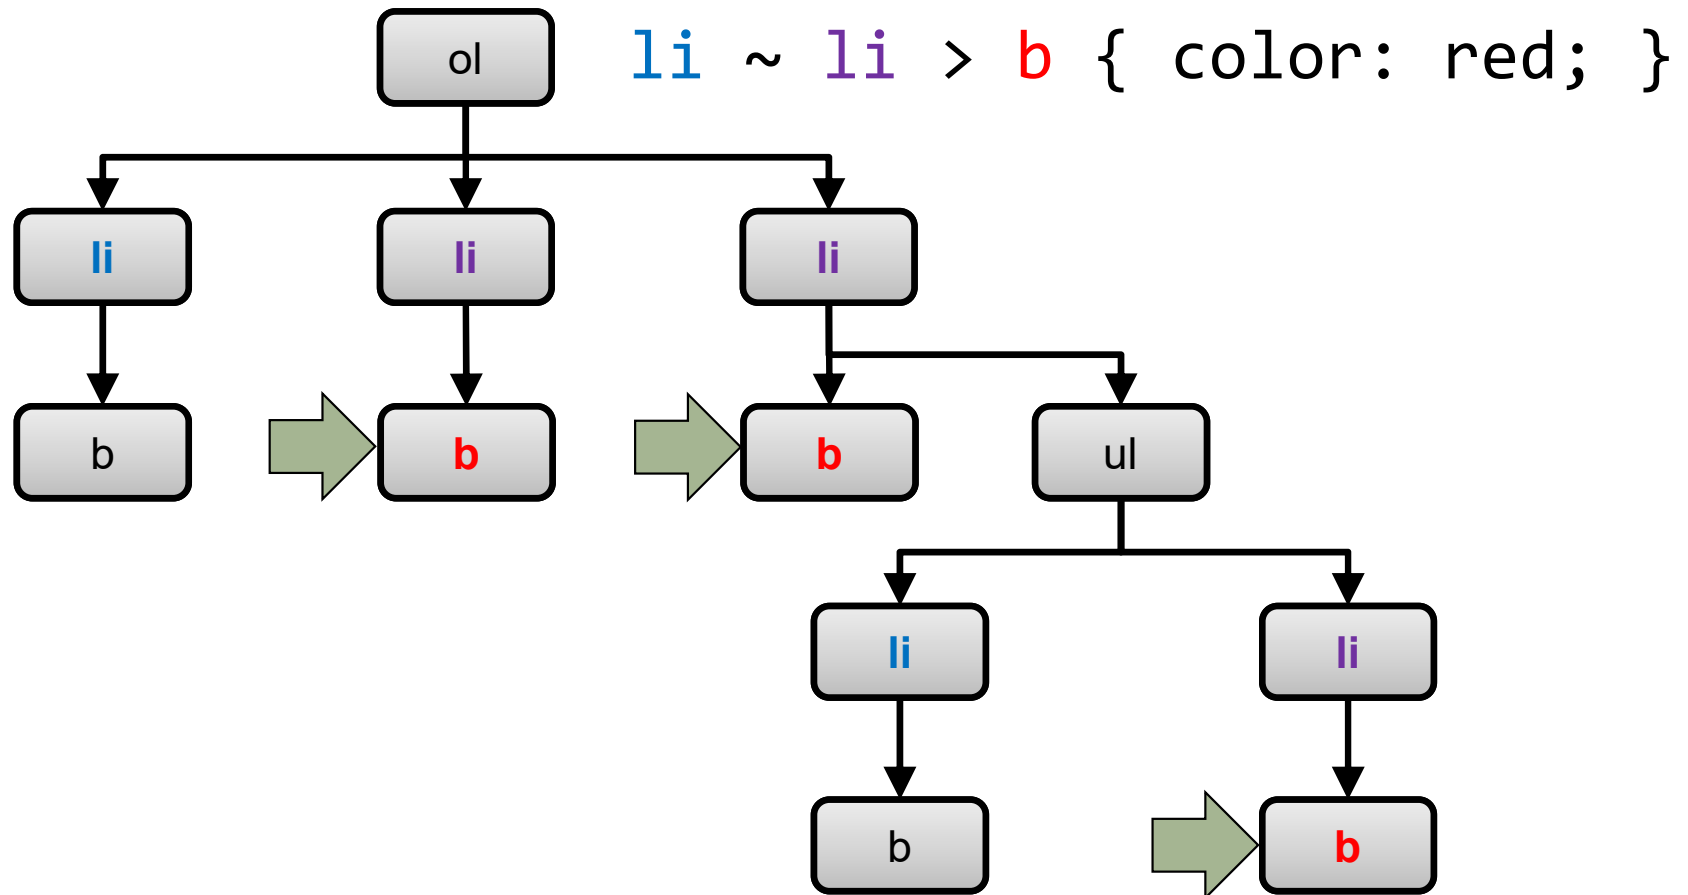 ol
li ~ li > b { color: red; }
li li li
b b b ul
li li
b b